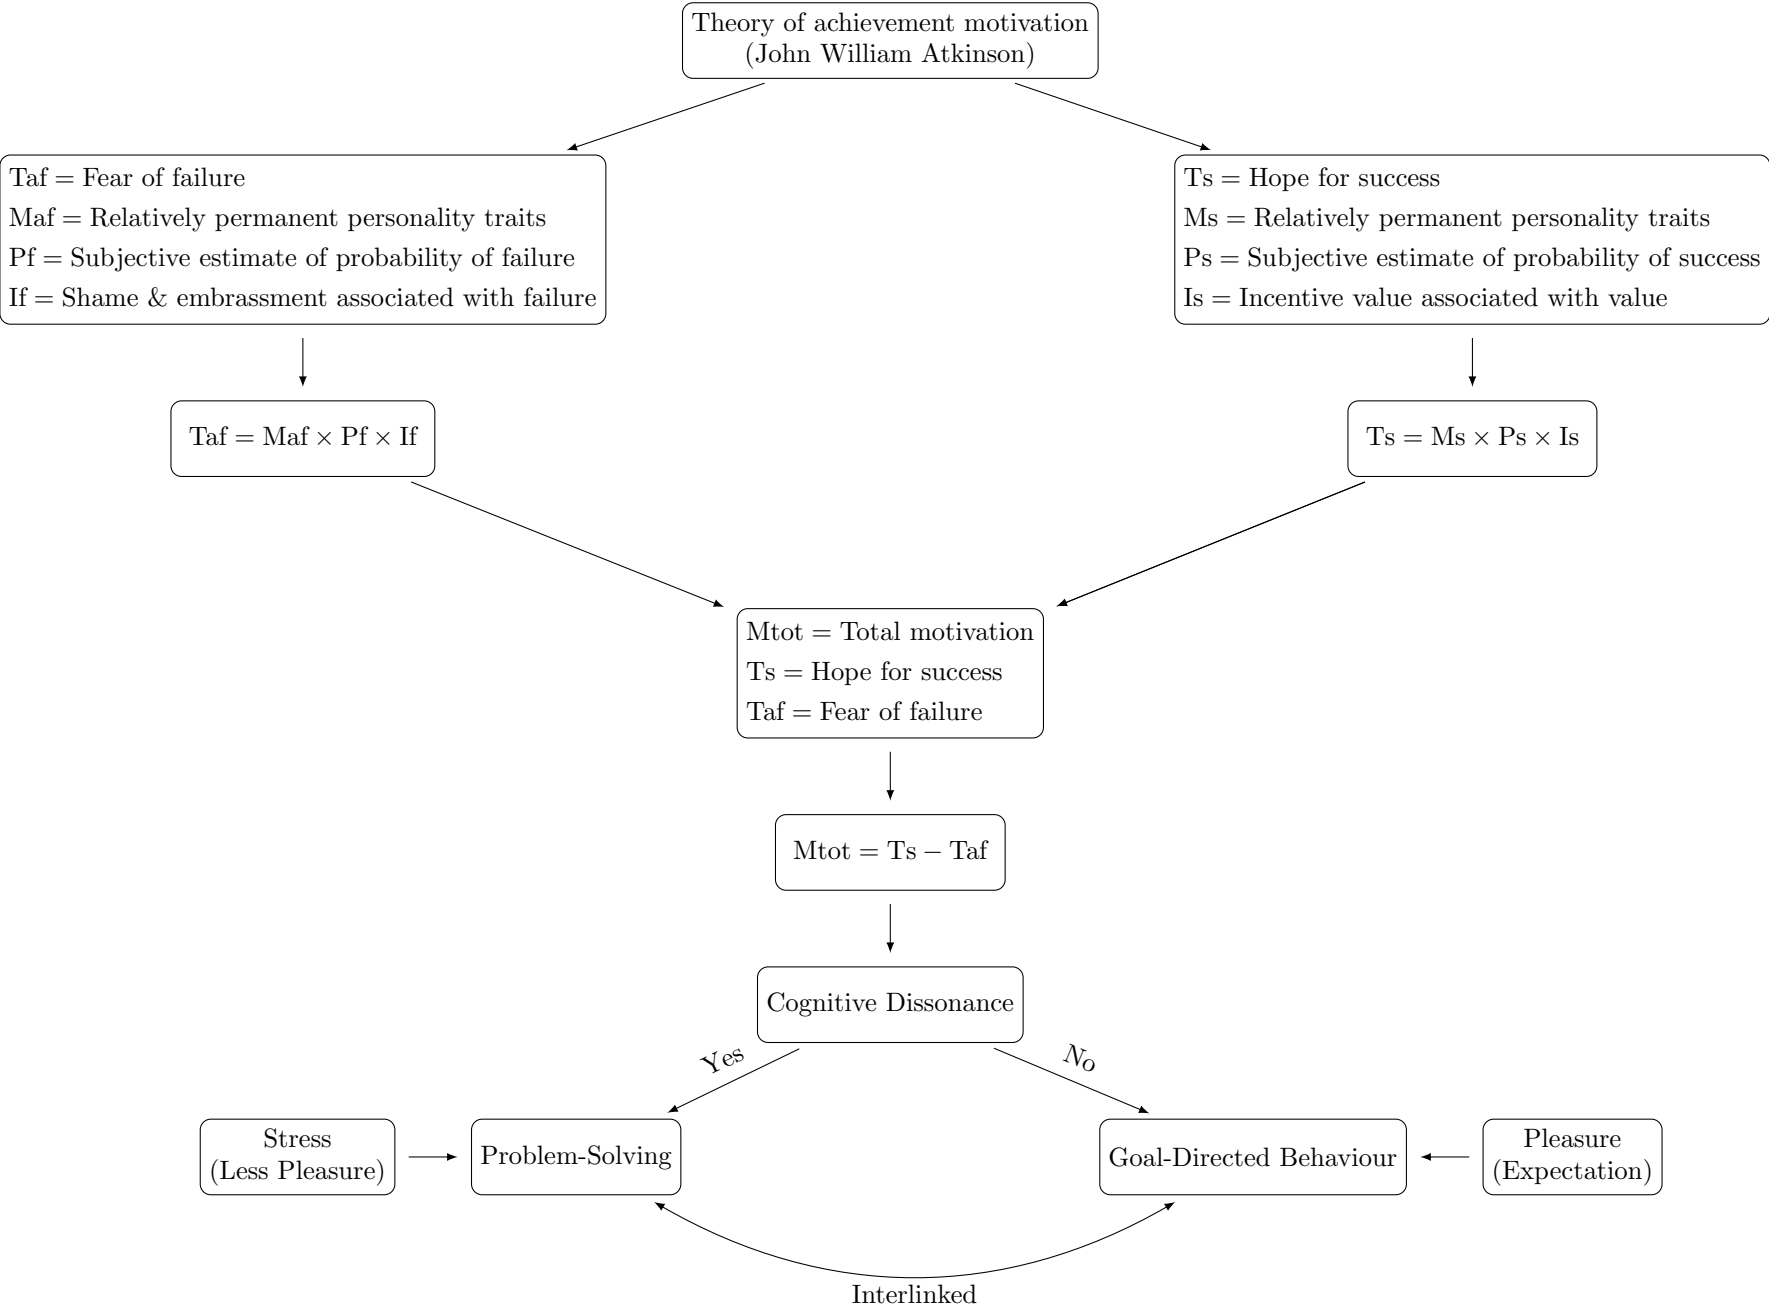 Theory of achievement motivation
(John William Atkinson)
Taf = Fear of failure
Maf = Relatively permanent personality traits
Pf = Subjective estimate of probability of failure
If = Shame & embrassment associated with failure
Ts = Hope for success
Ms = Relatively permanent personality traits
Ps = Subjective estimate of probability of success
Is = Incentive value associated with value
Taf = Maf × Pf × If
Ts = Ms × Ps × Is
Mtot = Total motivation
Ts = Hope for success
Taf = Fear of failure
Mtot = Ts − Taf
Cognitive Dissonance
Yes
No
Stress
(Less Pleasure)
Problem-Solving
Goal-Directed Behaviour
Pleasure
(Expectation)
Interlinked